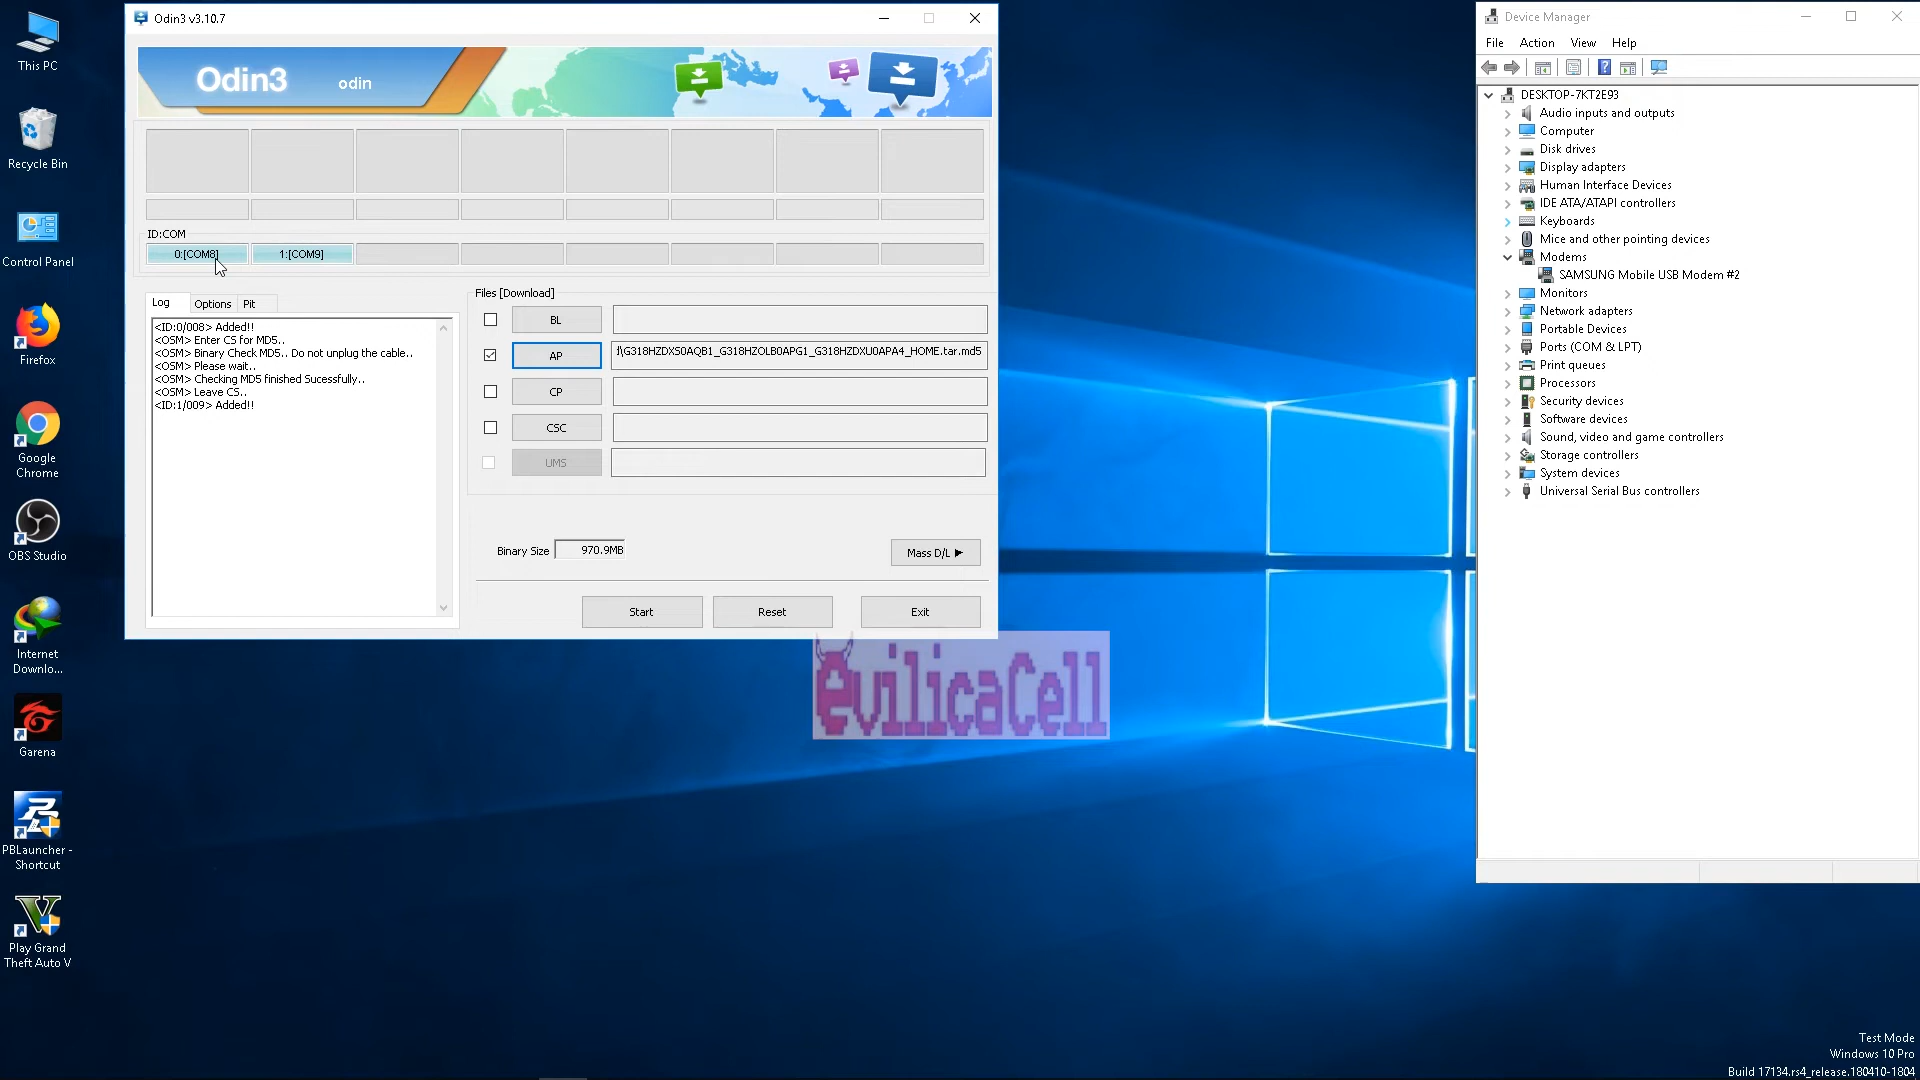 This PC
Recycle Bin
Control Panel
Firefox
Google
Chrome
OBS Studio
Internet
Downlo...
Garena
PBLauncher -
Shortcut
Play Grand
Theft Auto V
Odin3 v3.10.7
Odin3 odin
ID:COM
0:[COM8] 1:[COM9]
Log Options Pit
<ID:0/008> Added!!
<OSM> Enter CS for MD5..
<OSM> Binary Check MD5.. Do not unplug the cable..
<OSM> Please wait..
<OSM> Checking MD5 finished Sucessfully..
<OSM> Leave CS..
<ID:1/009> Added!!
Files [Download]
BL
AP
\G318HZDXS0AQB1_G318HZOLB0APG1_G318HZDXU0APA4_HOME.tar.md5
CP
CSC
UMS
Binary Size 970.9MB
Mass D/L ▶
Start Reset Exit
evilicaCell
Device Manager
File Action View Help
DESKTOP-7KT2E93
Audio inputs and outputs
Computer
Disk drives
Display adapters
Human Interface Devices
IDE ATA/ATAPI controllers
Keyboards
Mice and other pointing devices
Modems
SAMSUNG Mobile USB Modem #2
Monitors
Network adapters
Portable Devices
Ports (COM & LPT)
Print queues
Processors
Security devices
Software devices
Sound, video and game controllers
Storage controllers
System devices
Universal Serial Bus controllers
Test Mode
Windows 10 Pro
Build 17134.rs4_release.180410-1804